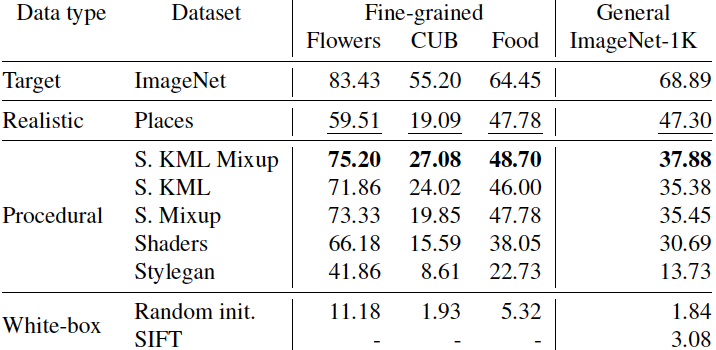 Data type Dataset Fine-grained General
Flowers CUB Food ImageNet-1K
Target ImageNet 83.43 55.20 64.45 68.89
Realistic Places 59.51 19.09 47.78 47.30
S. KML Mixup 75.20 27.08 48.70 37.88
S. KML 71.86 24.02 46.00 35.38
Procedural S. Mixup 73.33 19.85 47.78 35.45
Shaders 66.18 15.59 38.05 30.69
Stylegan 41.86 8.61 22.73 13.73
White-box Random init. 11.18 1.93 5.32 1.84
SIFT - - - 3.08